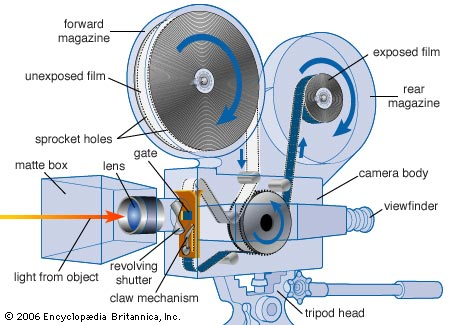 forward
magazine
exposed film
unexposed film
rear
magazine
sprocket holes
matte box
lens
gate
camera body
viewfinder
light from object
revolving
shutter
claw mechanism
tripod head
© 2006 Encyclopædia Britannica, Inc.